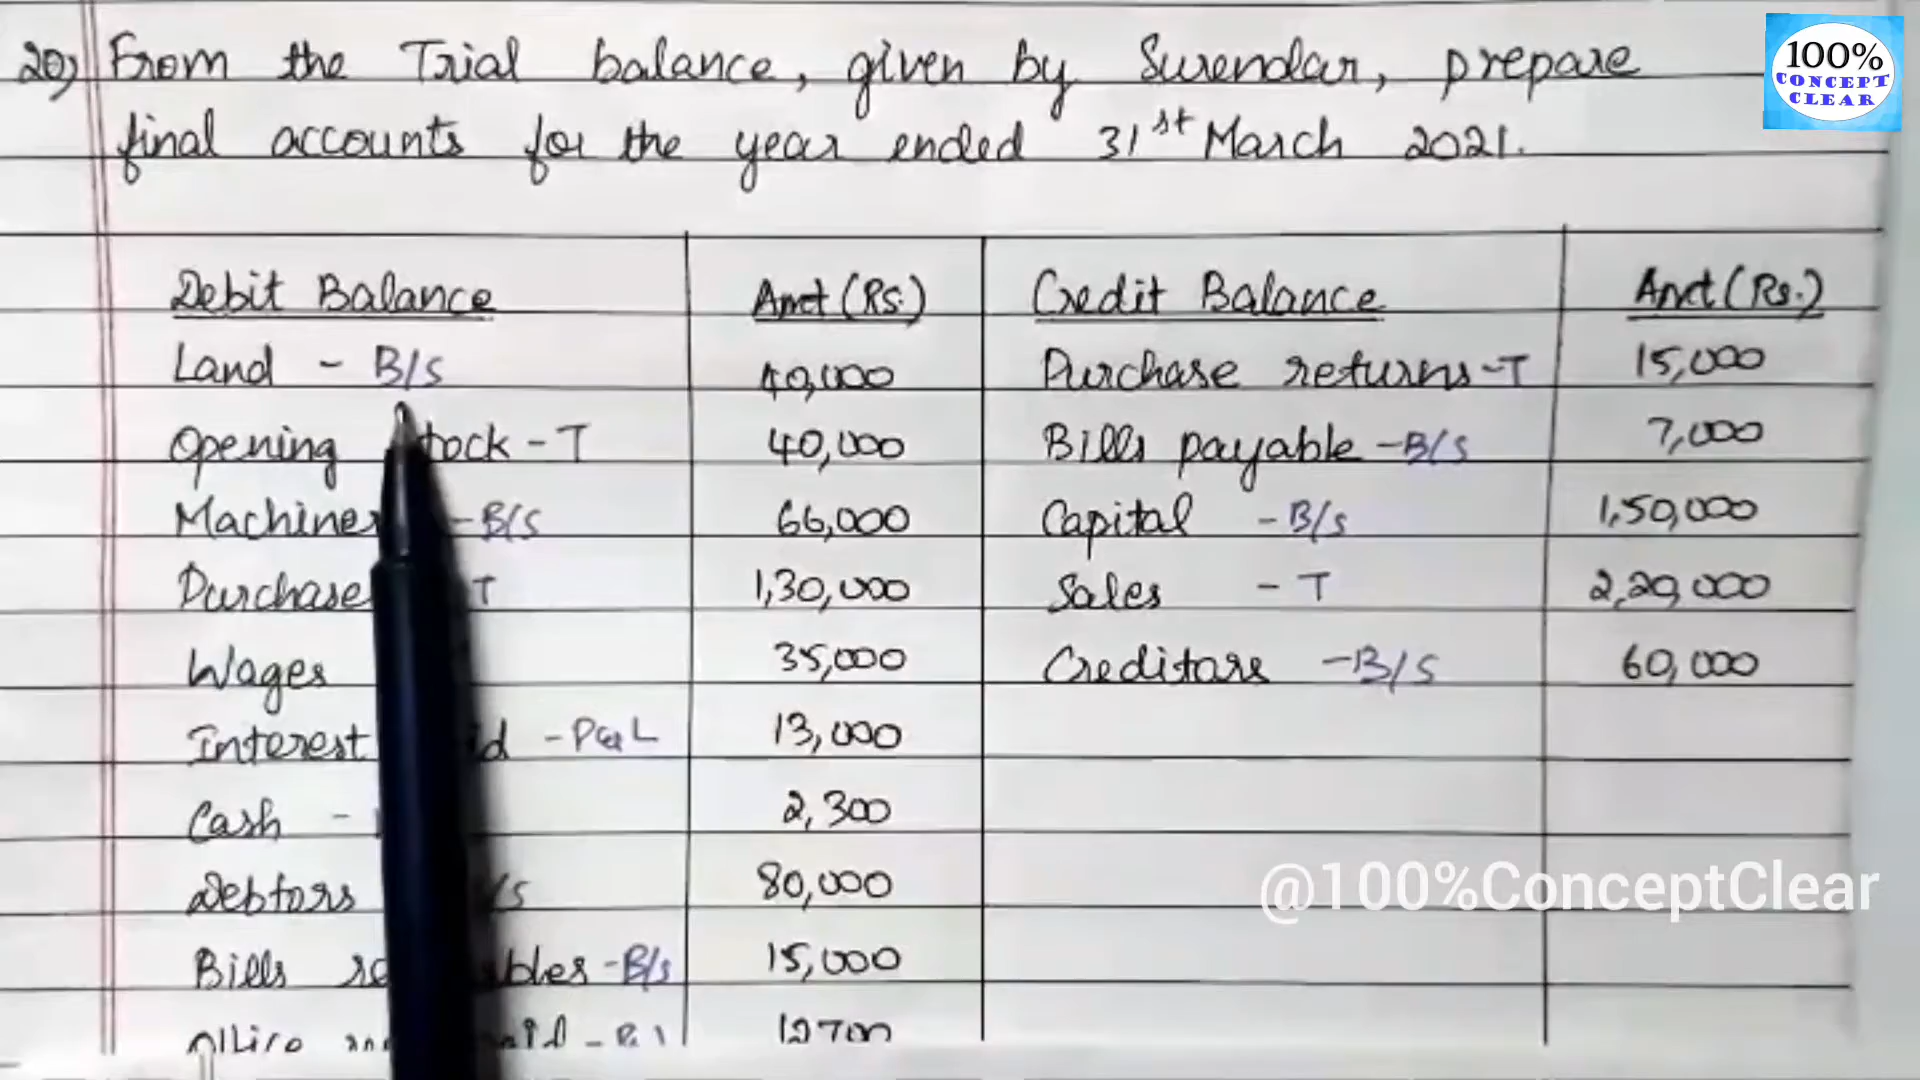 20) From the Trial balance, given by Surendar, prepare
final accounts for the year ended 31st March 2021.
100%
CONCEPT
CLEAR
Debit Balance Amt (Rs.) Credit Balance Amt (Rs.)
Land - B/S 40,000 Purchase returns - T 15,000
Opening tock - T 40,000 Bills payable - B/S 7,000
Machiner - B/S 66,000 Capital - B/S 1,50,000
Purchase T 1,30,000 Sales - T 2,29,000
Wages 35,000 Creditors - B/S 60,000
Interest id - P&L 13,000
Cash - 2,300
Debtors /S 80,000
Bills re ables - B/S 15,000
@100%ConceptClear